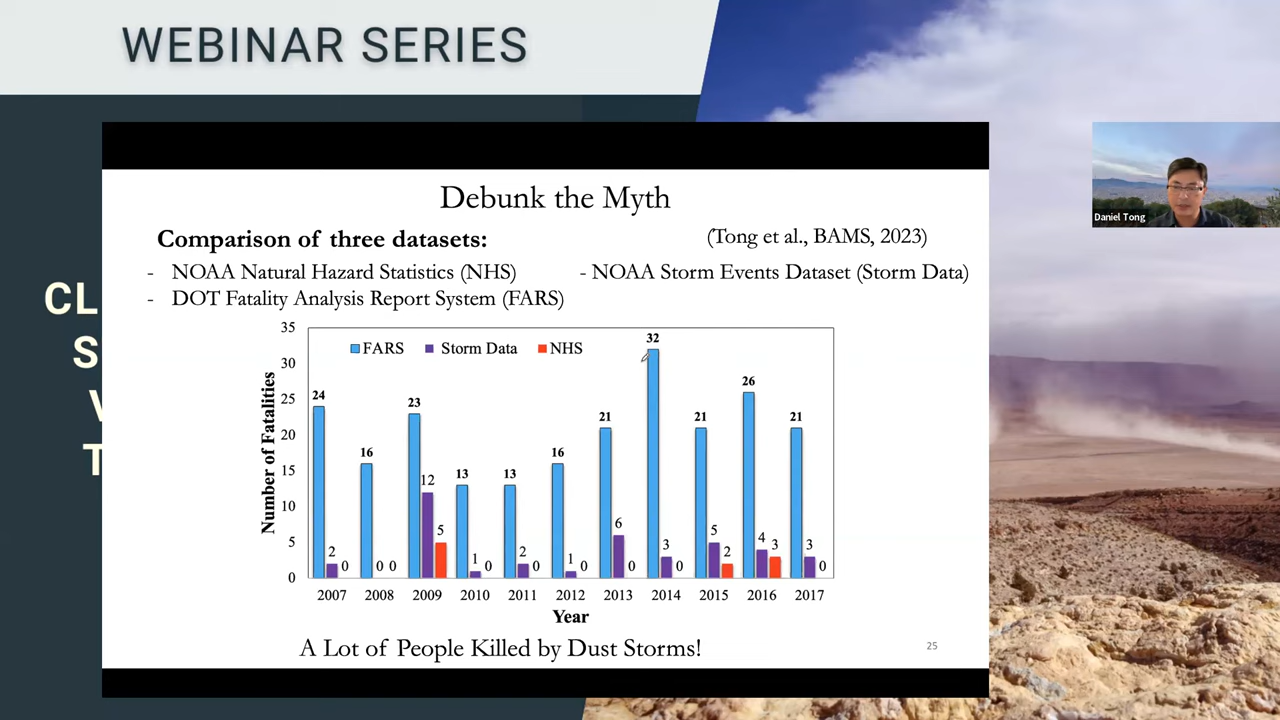 WEBINAR SERIES
CL
S
V
T
Daniel Tong
Debunk the Myth
Comparison of three datasets:
(Tong et al., BAMS, 2023)
- NOAA Natural Hazard Statistics (NHS)
- NOAA Storm Events Dataset (Storm Data)
- DOT Fatality Analysis Report System (FARS)
FARS Storm Data NHS
Number of Fatalities
35
30
25
20
15
10
5
0
24 2 0
16 0 0
23 12 5
13 1 0
13 2 0
16 1 0
21 6 0
32 3 0
21 5 2
26 4 3
21 3 0
2007 2008 2009 2010 2011 2012 2013 2014 2015 2016 2017
Year
A Lot of People Killed by Dust Storms!
25